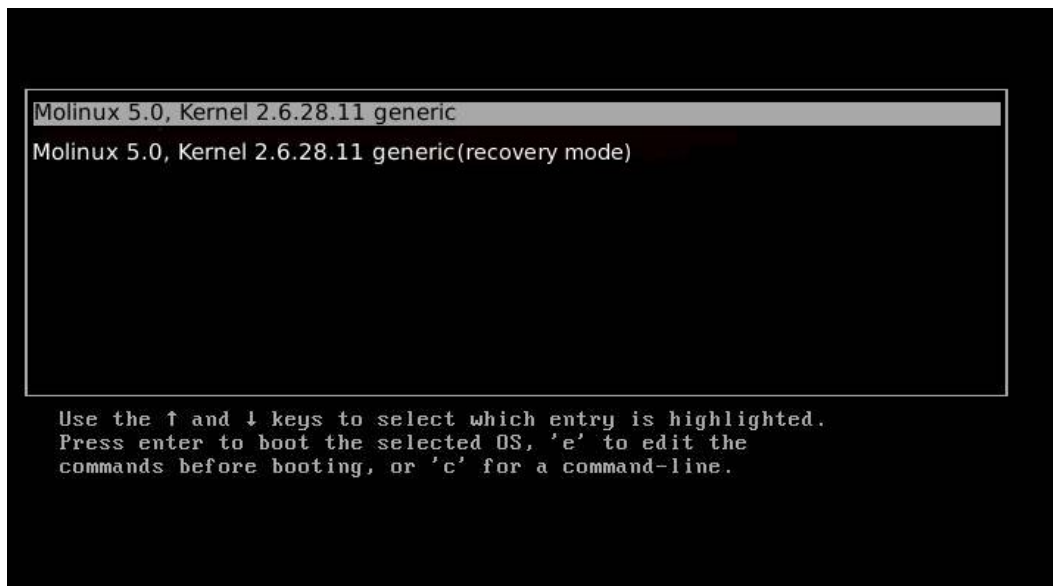 Molinux 5.0, Kernel 2.6.28.11 generic
Molinux 5.0, Kernel 2.6.28.11 generic(recovery mode)
Use the ↑ and ↓ keys to select which entry is highlighted.
Press enter to boot the selected OS, 'e' to edit the
commands before booting, or 'c' for a command-line.